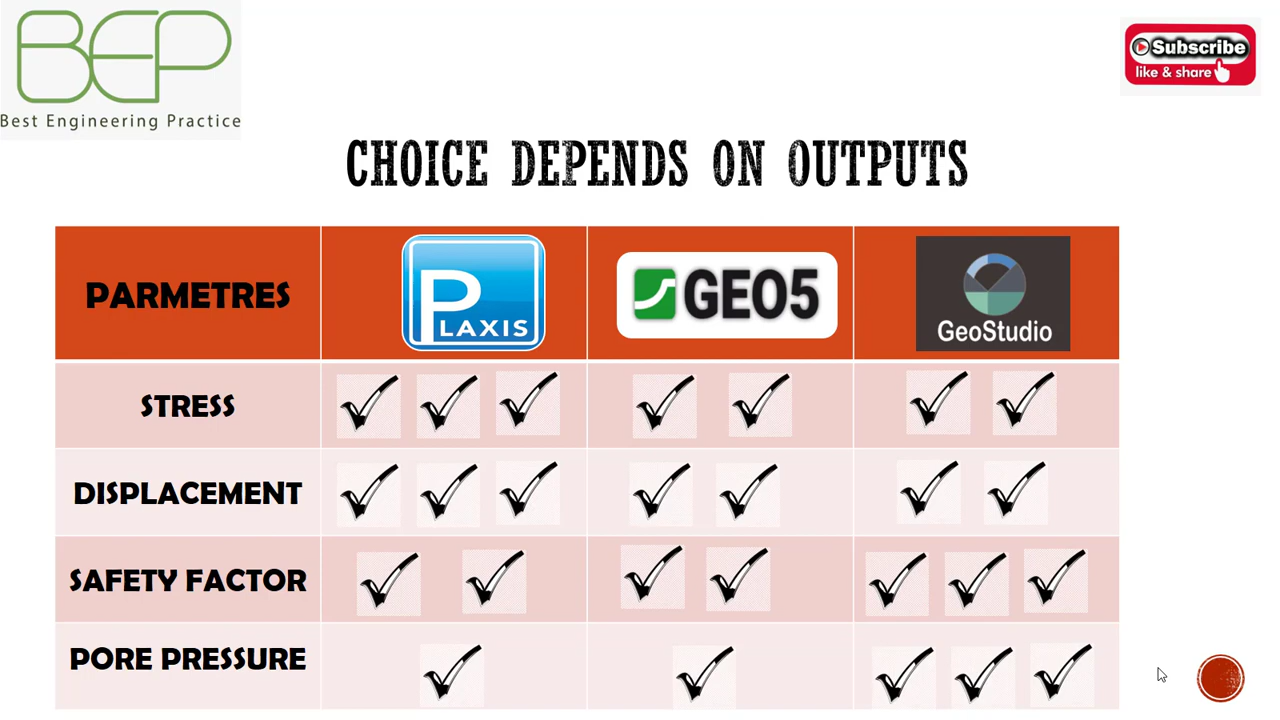 BEP
Best Engineering Practice
Subscribe
like & share
CHOICE DEPENDS ON OUTPUTS
PARMETRES
PLAXIS
GEO5
GeoStudio
STRESS
DISPLACEMENT
SAFETY FACTOR
PORE PRESSURE